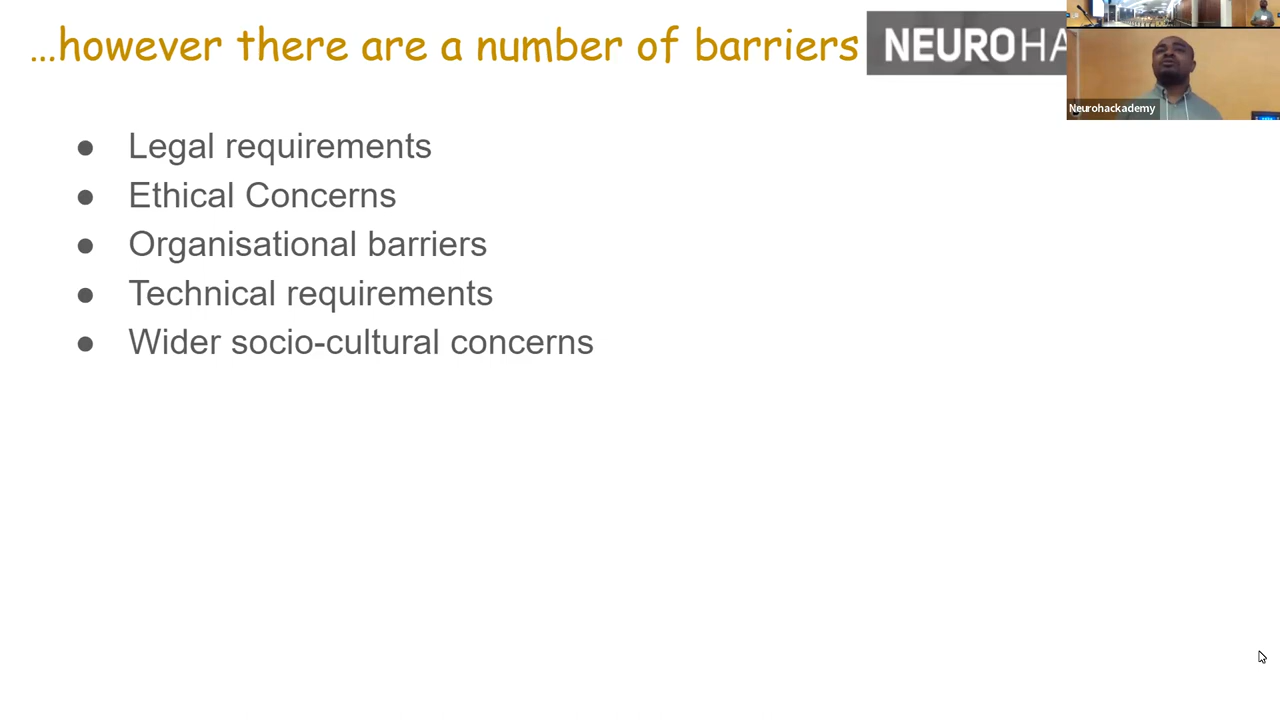 …however there are a number of barriers
NEUROHA
Neurohackademy
● Legal requirements
● Ethical Concerns
● Organisational barriers
● Technical requirements
● Wider socio-cultural concerns